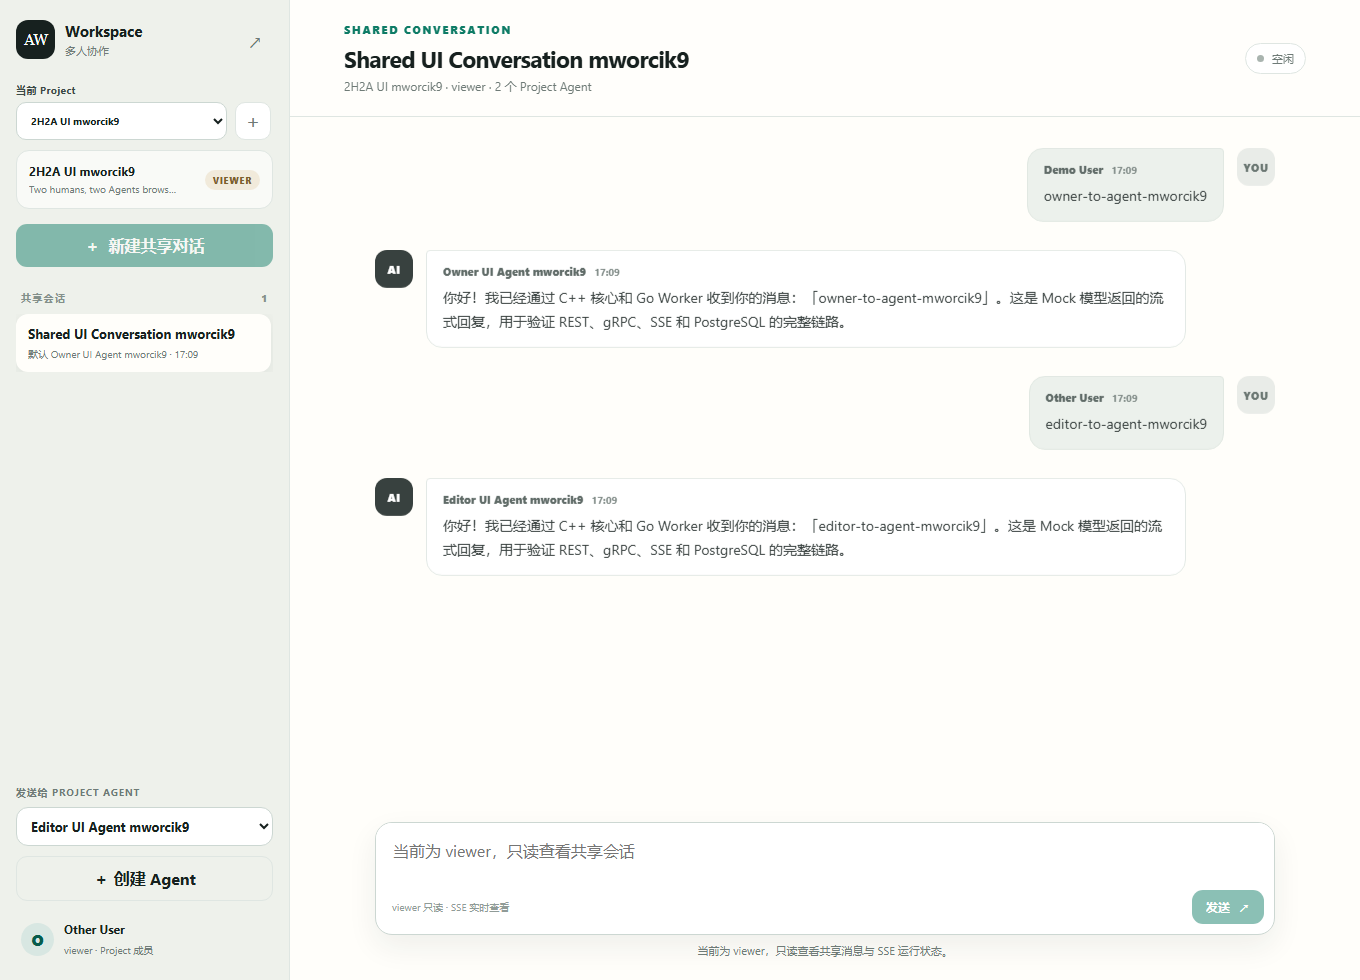 AW
Workspace
多人协作
↗
当前 Project
2H2A UI mworcik9
+
2H2A UI mworcik9
Two humans, two Agents brows...
VIEWER
+ 新建共享对话
共享会话
1
Shared UI Conversation mworcik9
默认 Owner UI Agent mworcik9 · 17:09
发送给 PROJECT AGENT
Editor UI Agent mworcik9
+ 创建 Agent
O
Other User
viewer · Project 成员
SHARED CONVERSATION
Shared UI Conversation mworcik9
2H2A UI mworcik9 · viewer · 2 个 Project Agent
空闲
Demo User 17:09
owner-to-agent-mworcik9
YOU
AI
Owner UI Agent mworcik9 17:09
你好！我已经通过 C++ 核心和 Go Worker 收到你的消息：「owner-to-agent-mworcik9」。这是 Mock 模型返回的流
式回复，用于验证 REST、gRPC、SSE 和 PostgreSQL 的完整链路。
Other User 17:09
editor-to-agent-mworcik9
YOU
AI
Editor UI Agent mworcik9 17:09
你好！我已经通过 C++ 核心和 Go Worker 收到你的消息：「editor-to-agent-mworcik9」。这是 Mock 模型返回的流
式回复，用于验证 REST、gRPC、SSE 和 PostgreSQL 的完整链路。
当前为 viewer，只读查看共享会话
viewer 只读 · SSE 实时查看
发送 ↗
当前为 viewer，只读查看共享消息与 SSE 运行状态。